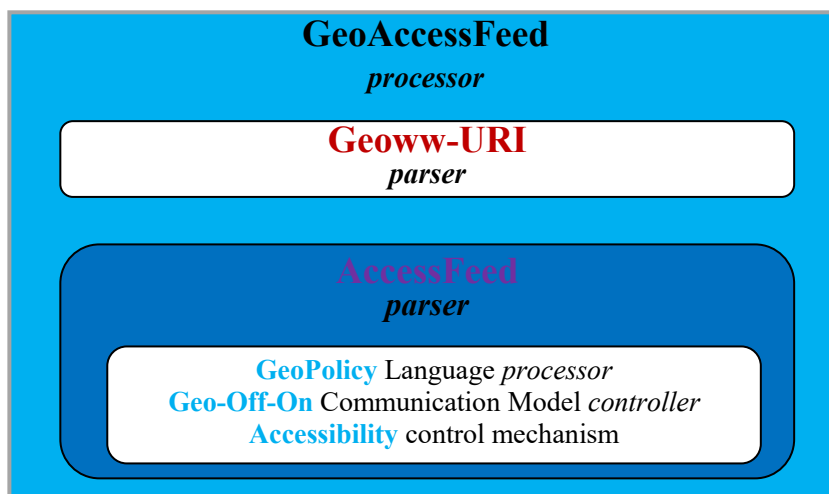 GeoAccessFeed
processor
Geoww-URI
parser
AccessFeed
parser
GeoPolicy Language processor
Geo-Off-On Communication Model controller
Accessibility control mechanism